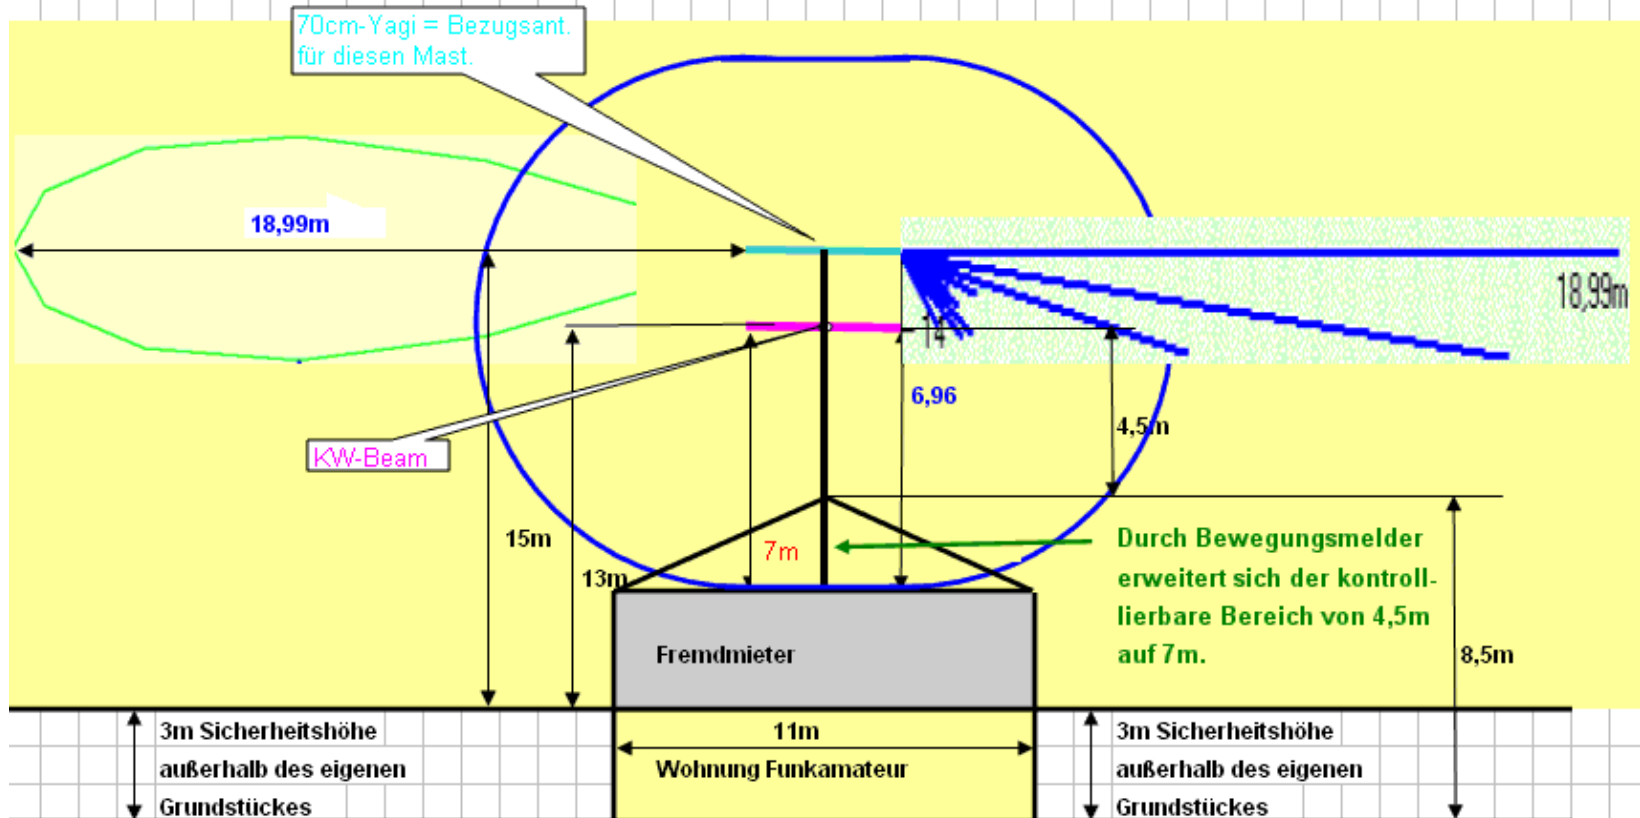 70cm-Yagi = Bezugsant.
für diesen Mast.
18,99m
18,99m
14
6,96
4,5m
KW-Beam
15m
13m
7m
Durch Bewegungsmelder
erweitert sich der kontroll-
lierbare Bereich von 4,5m
auf 7m.
Fremdmieter
8,5m
3m Sicherheitshöhe
außerhalb des eigenen
Grundstückes
11m
Wohnung Funkamateur
3m Sicherheitshöhe
außerhalb des eigenen
Grundstückes